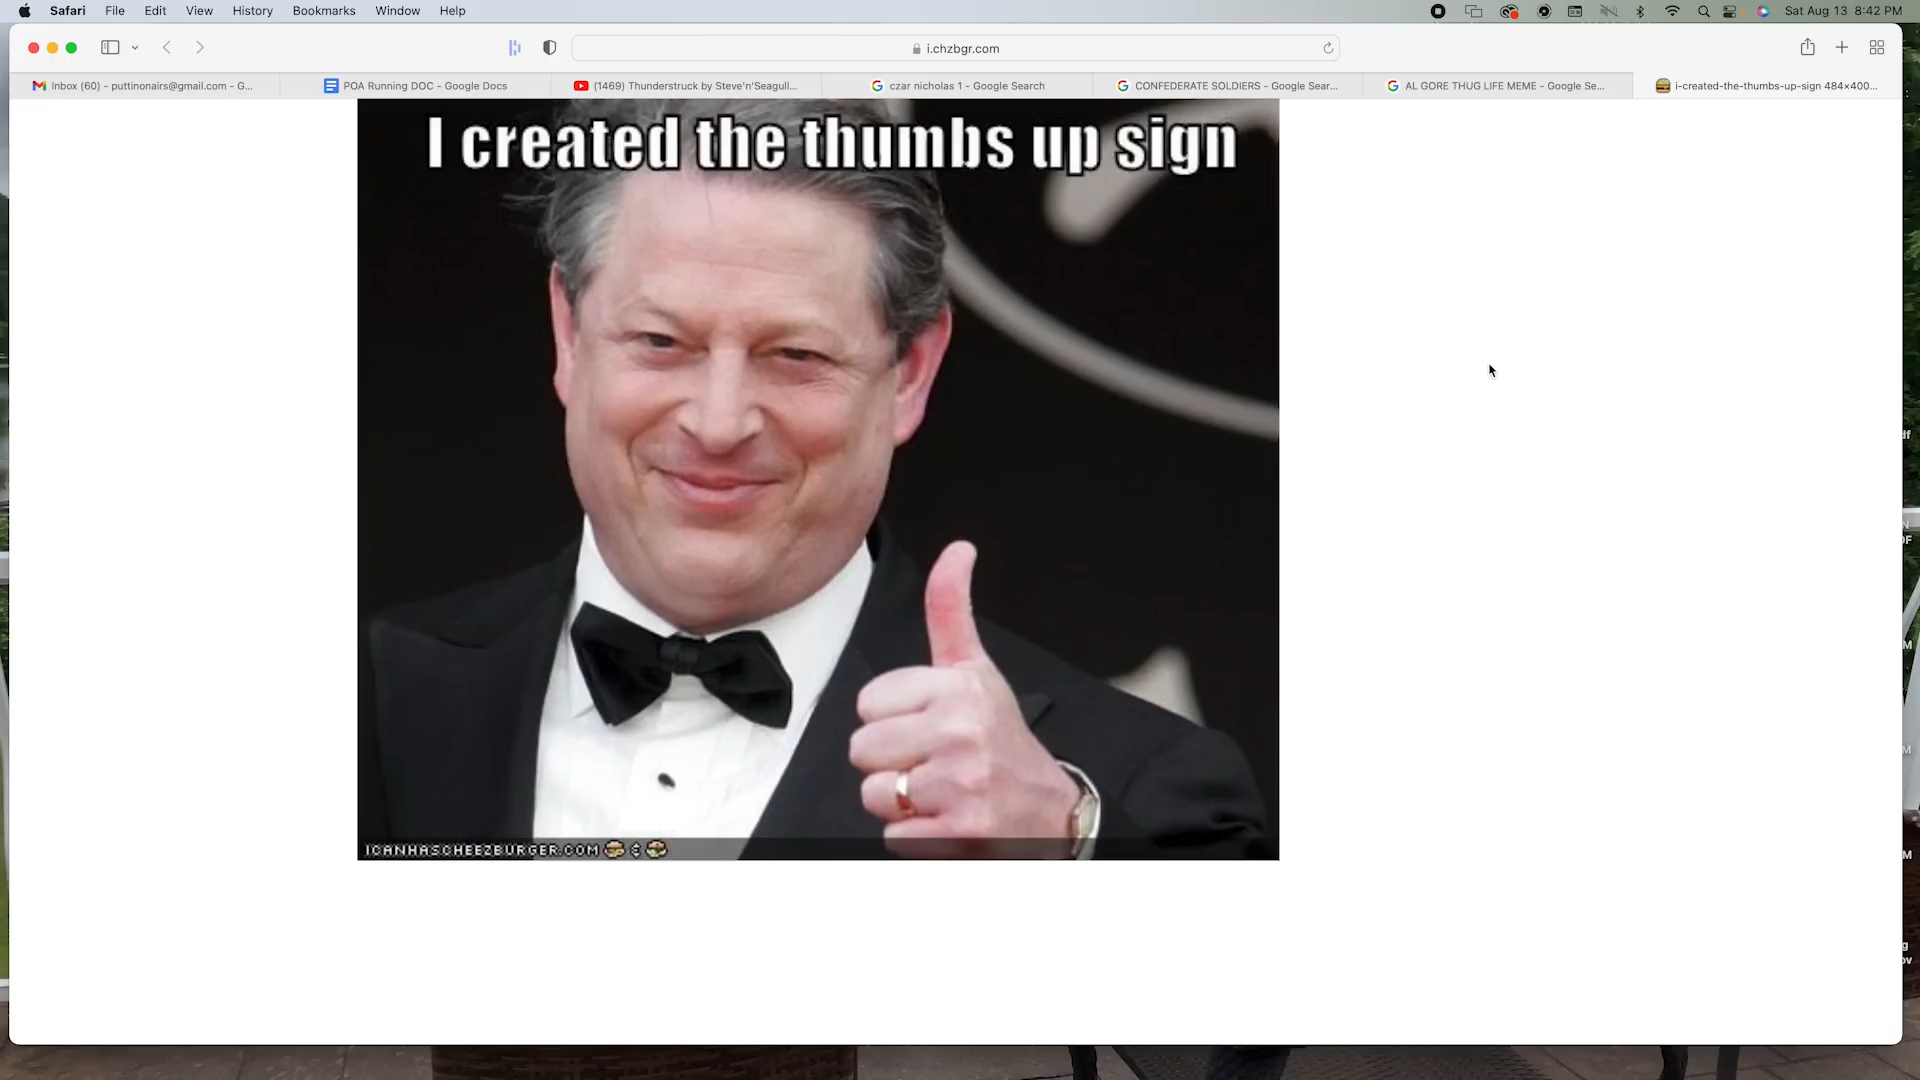 Safari File Edit View History Bookmarks Window Help Sat Aug 13 8:42 PM
i.chzbgr.com
Inbox (60) - puttinonairs@gmail.com - G... POA Running DOC - Google Docs (1469) Thunderstruck by Steve'n'Seagull... czar nicholas 1 - Google Search CONFEDERATE SOLDIERS - Google Sear... AL GORE THUG LIFE MEME - Google Se... i-created-the-thumbs-up-sign 484×400...
I created the thumbs up sign
ICANHASCHEEZBURGER.COM